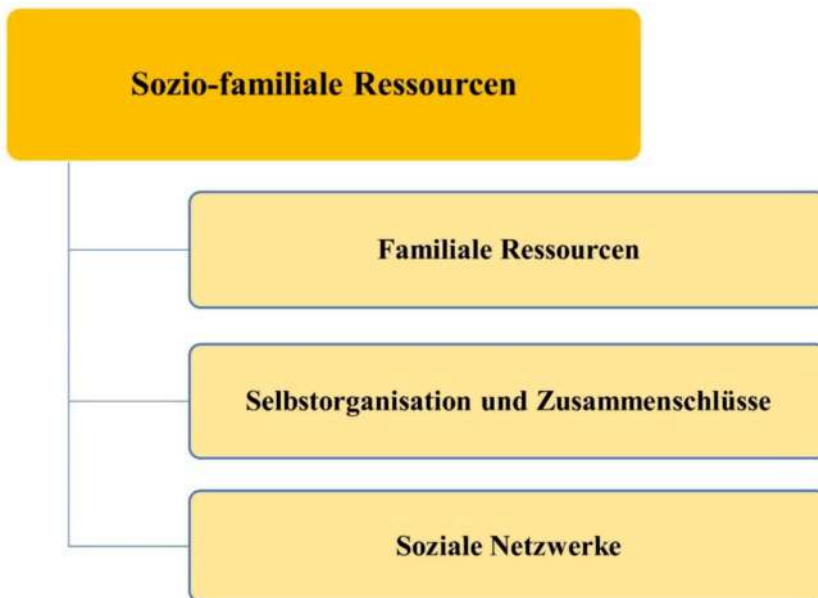 Sozio-familiale Ressourcen
Familiale Ressourcen
Selbstorganisation und Zusammenschlüsse
Soziale Netzwerke